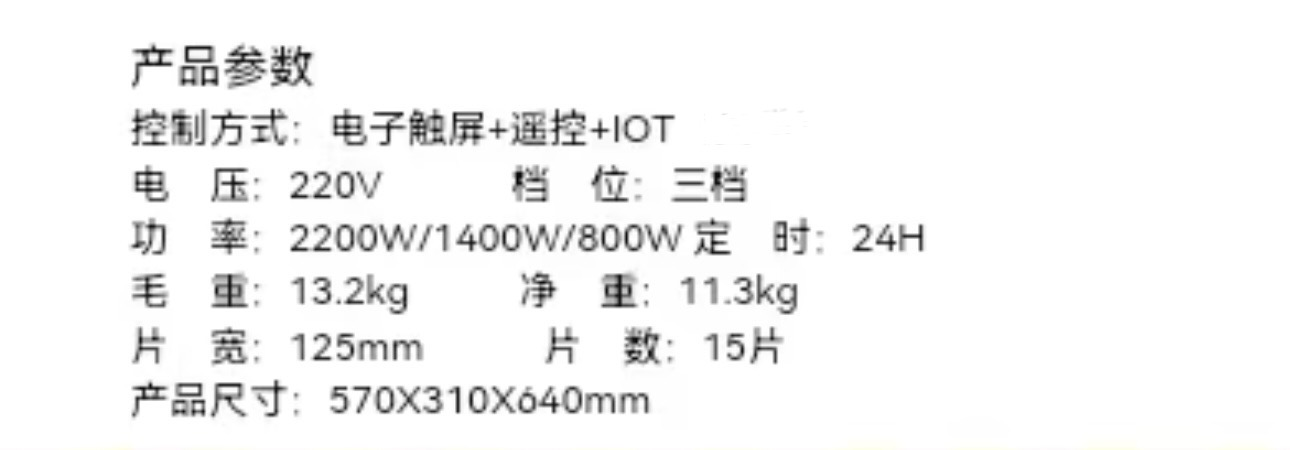 产品参数
控制方式：电子触屏+遥控+IOT
电 压：220V 档 位：三档
功 率：2200W/1400W/800W 定 时：24H
毛 重：13.2kg 净 重：11.3kg
片 宽：125mm 片 数：15片
产品尺寸：570X310X640mm